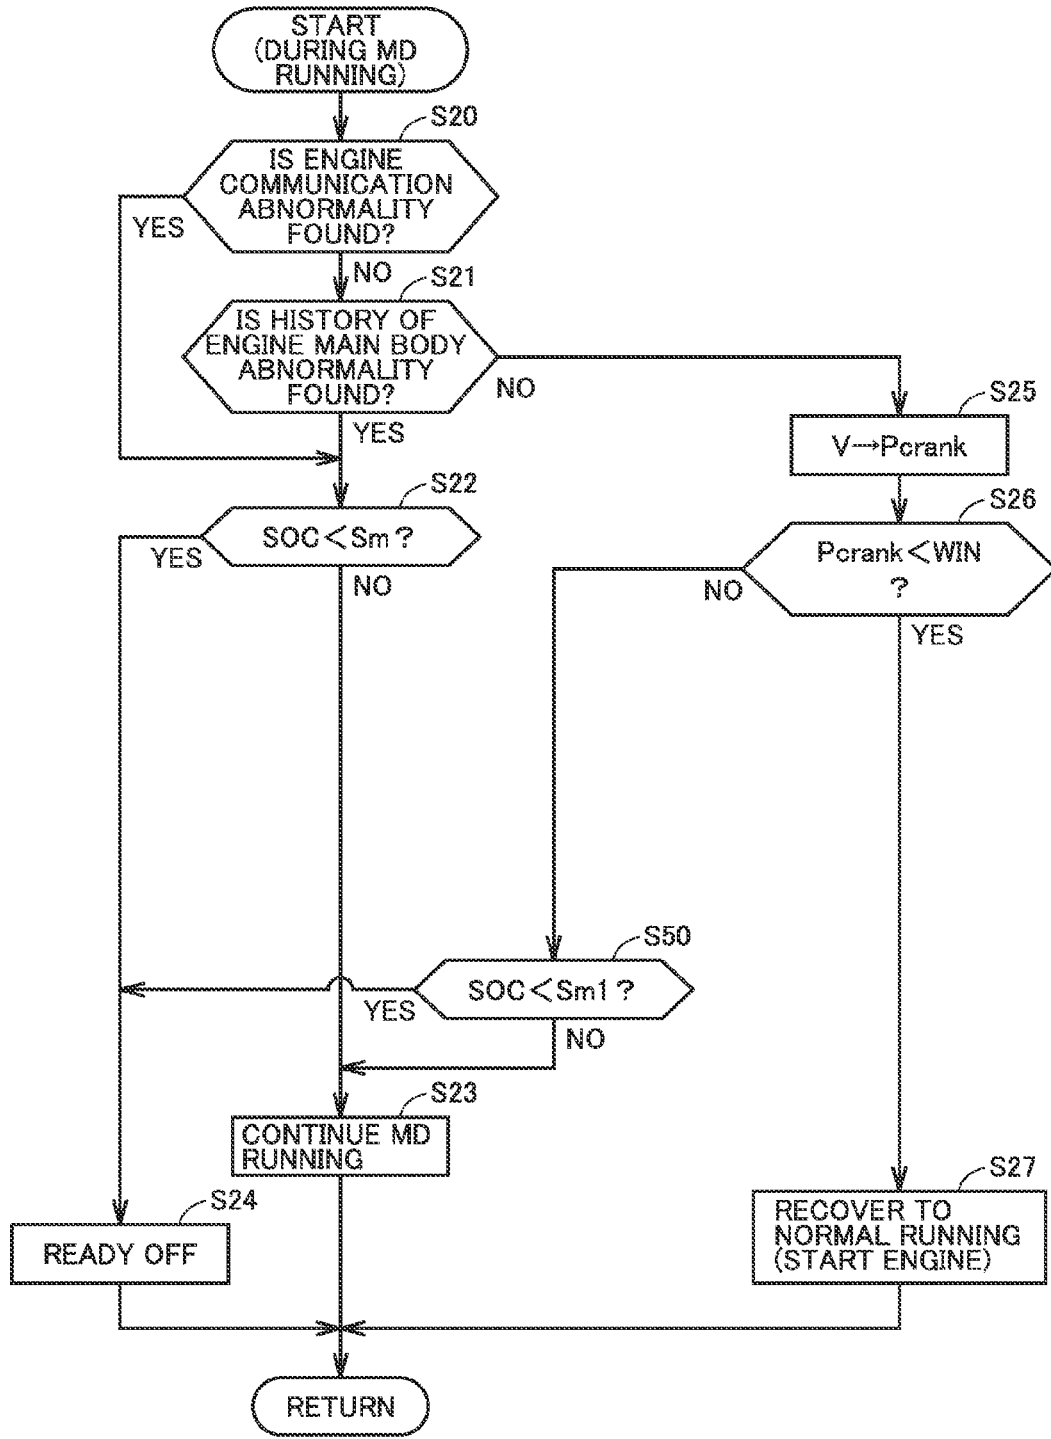 START
(DURING MD
RUNNING)
S20
IS ENGINE
COMMUNICATION
ABNORMALITY
FOUND?
YES
NO
S21
IS HISTORY OF
ENGINE MAIN BODY
ABNORMALITY
FOUND?
NO
YES
S25
V→Pcrank
S22
SOC<Sm?
YES
NO
S26
Pcrank<WIN
?
NO
YES
S50
SOC<Sm1?
YES
NO
S23
CONTINUE MD
RUNNING
S24
READY OFF
S27
RECOVER TO
NORMAL RUNNING
(START ENGINE)
RETURN